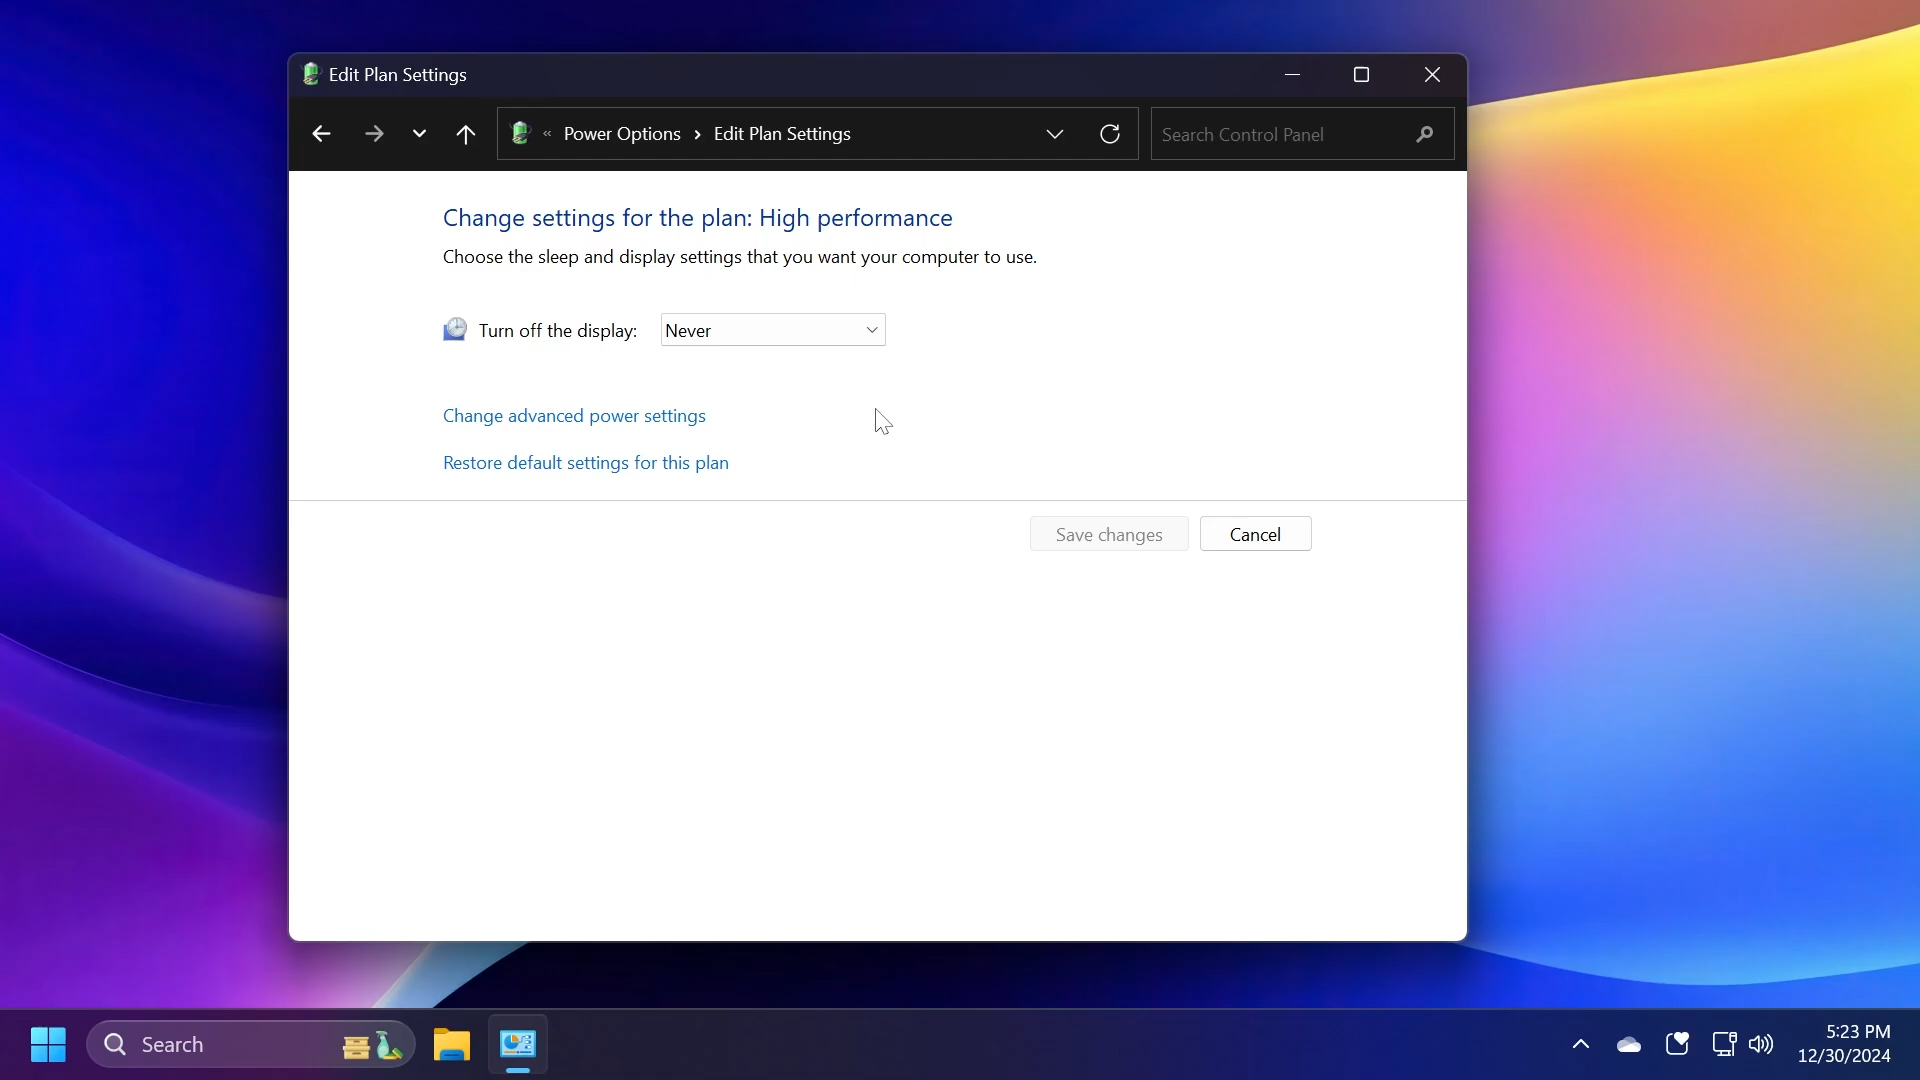 Edit Plan Settings
« Power Options › Edit Plan Settings
Search Control Panel
Change settings for the plan: High performance
Choose the sleep and display settings that you want your computer to use.
Turn off the display: Never
Change advanced power settings
Restore default settings for this plan
Save changes Cancel
Search
5:23 PM
12/30/2024